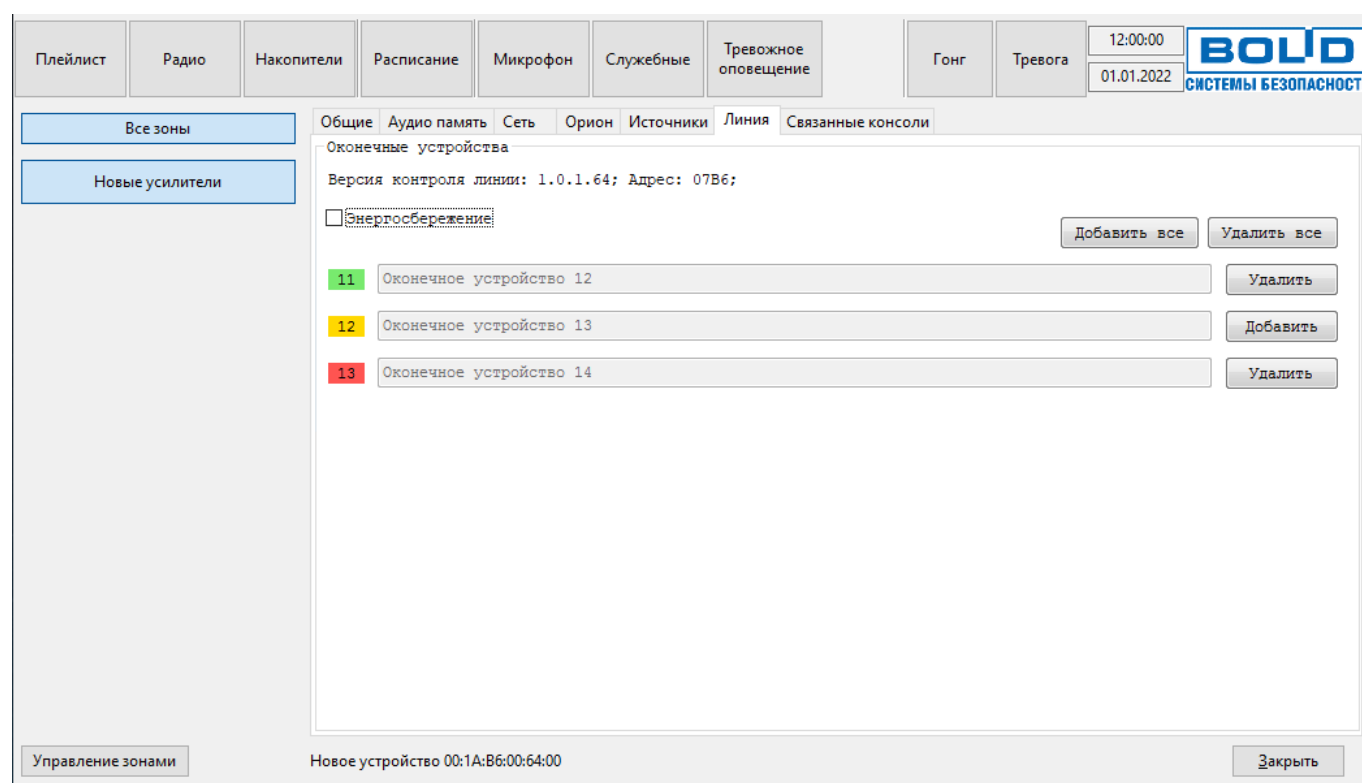 Плейлист
Радио
Накопители
Расписание
Микрофон
Служебные
Тревожное
оповещение
Гонг
Тревога
12:00:00
01.01.2022
BOLID
СИСТЕМЫ БЕЗОПАСНОСТ
Все зоны
Новые усилители
Общие Аудио память Сеть Орион Источники Линия Связанные консоли
Оконечные устройства
Версия контроля линии: 1.0.1.64; Адрес: 07B6;
Энергосбережение
Добавить все Удалить все
11 Оконечное устройство 12 Удалить
12 Оконечное устройство 13 Добавить
13 Оконечное устройство 14 Удалить
Управление зонами Новое устройство 00:1A:B6:00:64:00 Закрыть